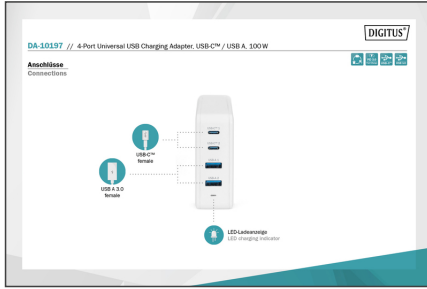 DIGITUS®
DA-10197 // 4-Port Universal USB Charging Adapter, USB-C™ / USB A, 100 W
Anschlüsse
Connections
USB-C™
female
USB A 3.0
female
LED-Ladeanzeige
LED charging indicator